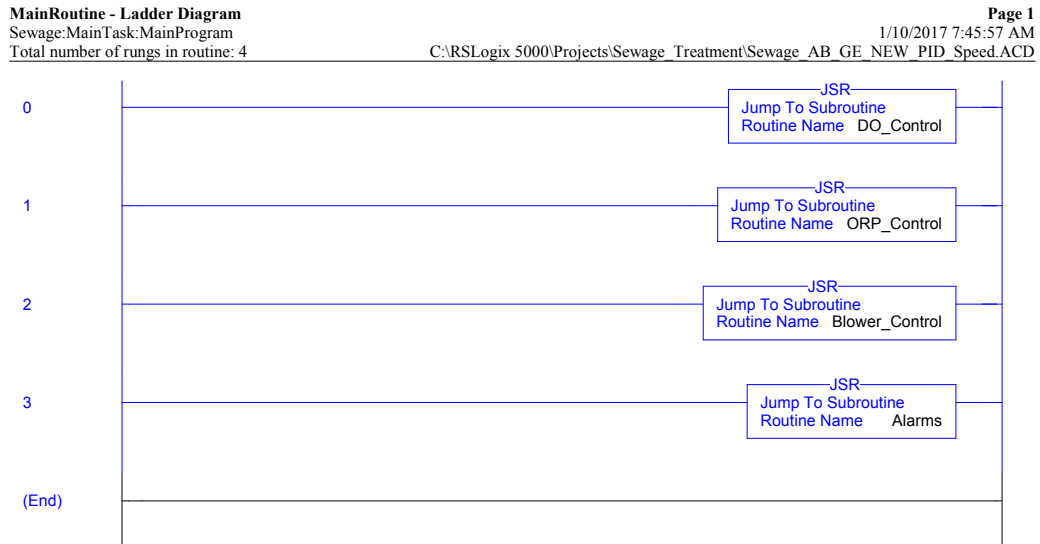 MainRoutine - Ladder Diagram Page 1
Sewage:MainTask:MainProgram 1/10/2017 7:45:57 AM
Total number of rungs in routine: 4 C:\RSLogix 5000\Projects\Sewage_Treatment\Sewage_AB_GE_NEW_PID_Speed.ACD
JSR
0 Jump To Subroutine
Routine Name DO_Control
JSR
1 Jump To Subroutine
Routine Name ORP_Control
JSR
2 Jump To Subroutine
Routine Name Blower_Control
JSR
3 Jump To Subroutine
Routine Name Alarms
(End)